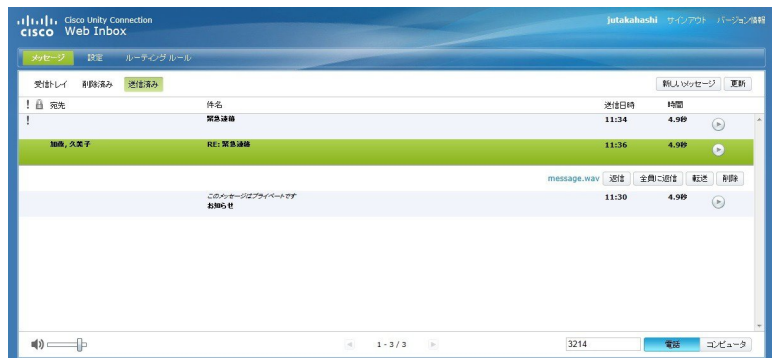 Cisco Unity Connection
CISCO Web Inbox
jutakahashi サインアウト バージョン情報
メッセージ 設定 ルーティング ルール
受信トレイ 削除済み 送信済み 新しいメッセージ 更新
! 宛先 件名 送信日時 時間
! 緊急連絡 11:34 4.9秒
加藤, 久美子 RE: 緊急連絡 11:36 4.9秒
message.wav 返信 全員に返信 転送 削除
このメッセージはプライベートです
お知らせ 11:30 4.9秒
1 - 3 / 3 3214 電話 コンピュータ